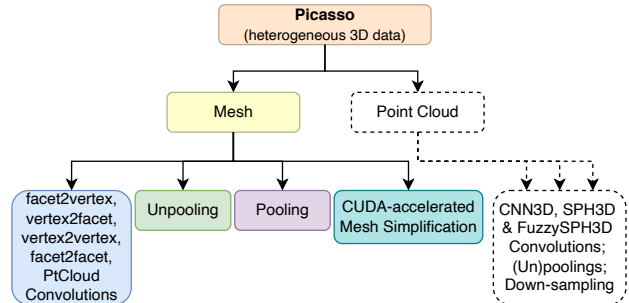 Picasso
(heterogeneous 3D data)
Mesh
Point Cloud
facet2vertex,
vertex2facet,
vertex2vertex,
facet2facet,
PtCloud
Convolutions
Unpooling
Pooling
CUDA-accelerated
Mesh Simplification
CNN3D, SPH3D
& FuzzySPH3D
Convolutions;
(Un)poolings;
Down-sampling